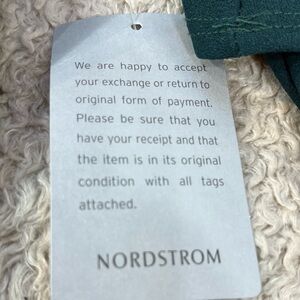 We are happy to accept
your exchange or return to
original form of payment.
Please be sure that you
have your receipt and that
the item is in its original
condition with all tags
attached.
NORDSTROM